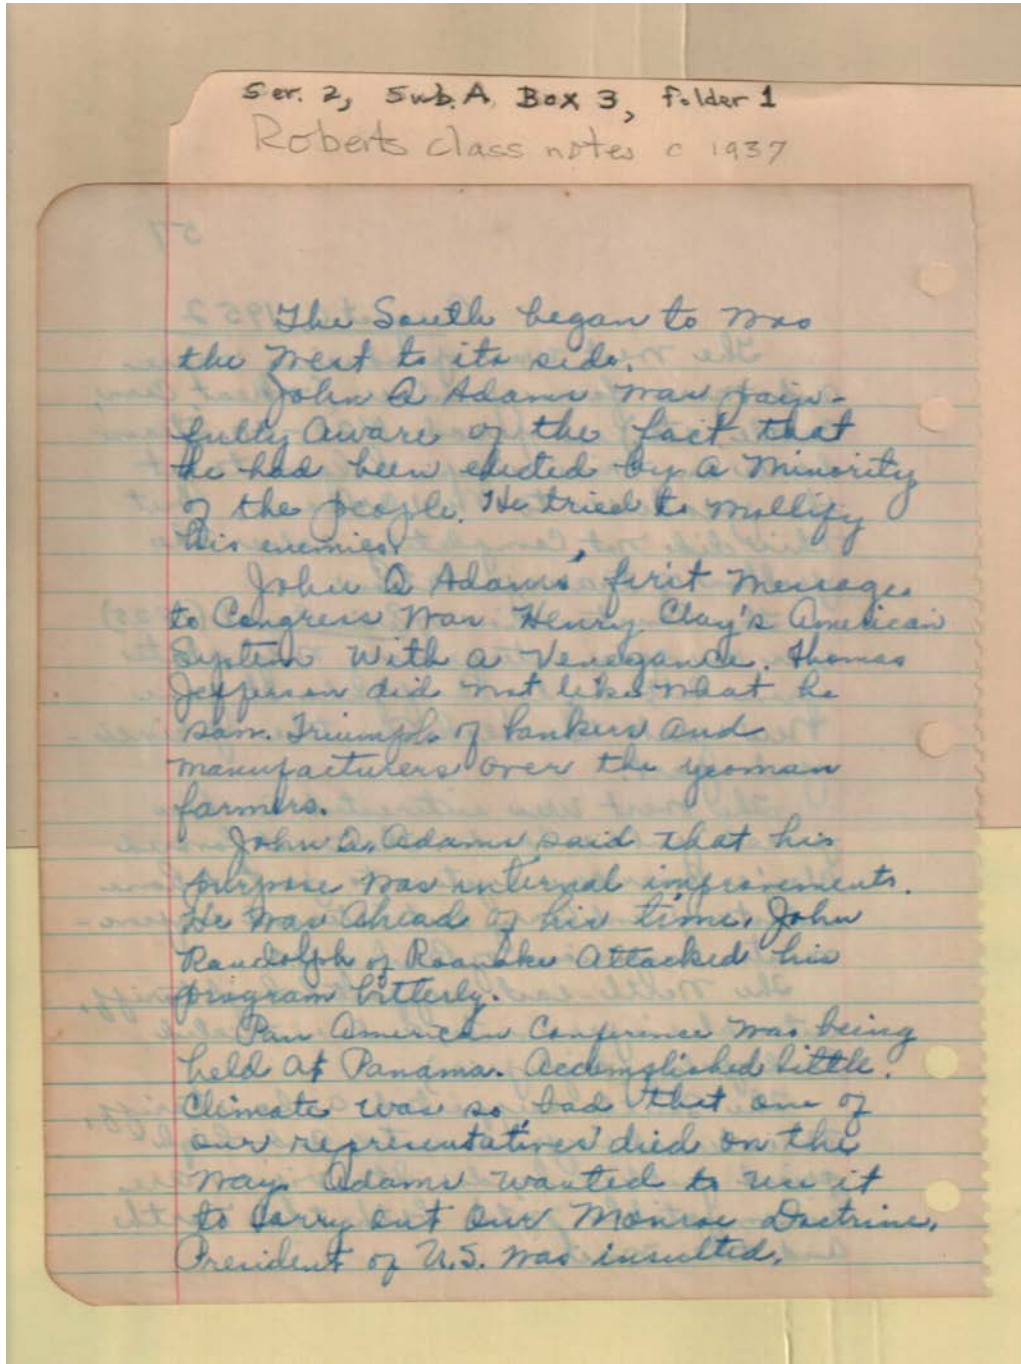 Ser. 2, Sub. A Box 3, Folder 1
Roberts class notes c 1937
57
The South began to woo
the West to its side.
John Q Adams was pain-
fully aware of the fact that
he had been elected by a Minority
of the people. He tried to mollify
his enemies.
John Q Adams' first message
to Congress was Henry Clay's American
System with a Venegance. Thomas
Jefferson did not like what he
saw. Triumph of bankers and
manufacturers over the yeoman
farmers.
John Q. Adams said that his
purpose was internal improvements.
He was ahead of his time. John
Randolph of Roanoke attacked his
program bitterly.
Pan American Conference was being
held at Panama. Accomplished little.
Climate was so bad that one of
our representatives died on the
way. Adams wanted to use it
to carry out our Monroe Doctrine.
President of U.S. was insulted.